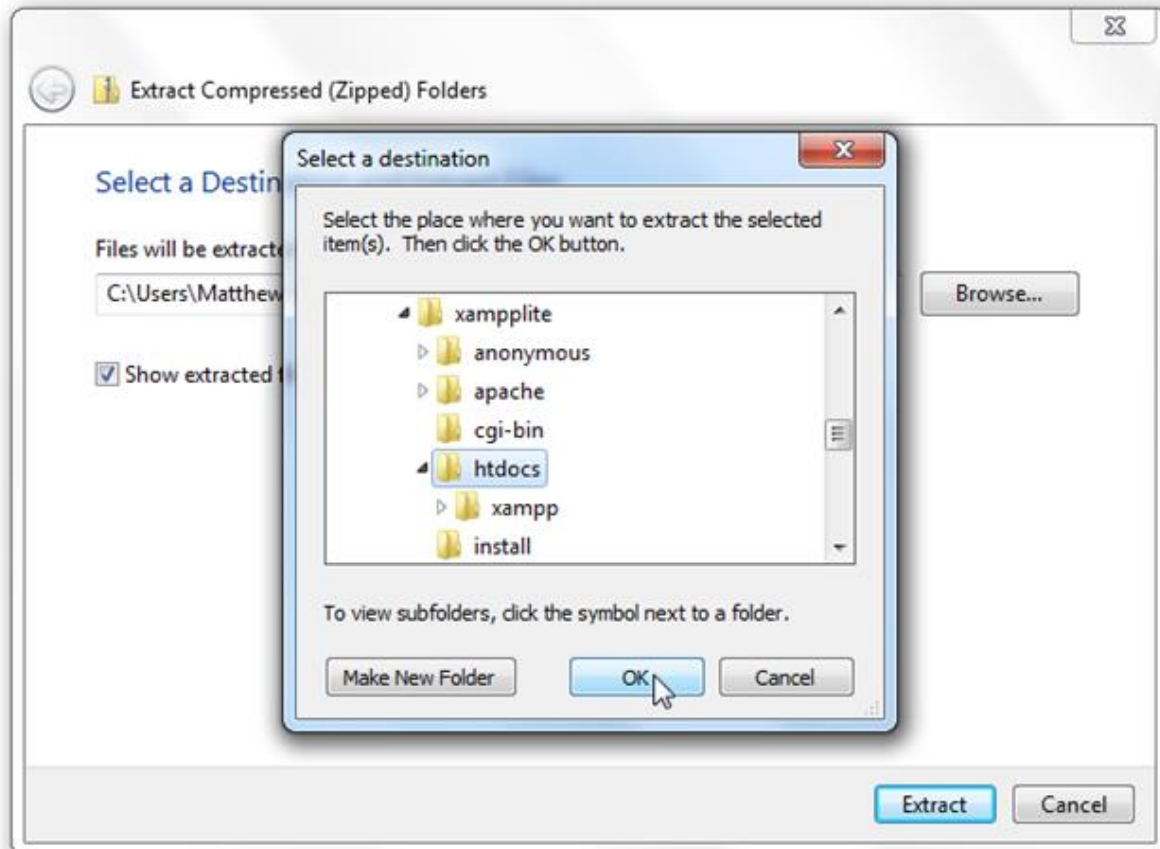 Extract Compressed (Zipped) Folders
Select a Destin
Files will be extracte
C:\Users\Matthew
Browse...
Show extracted
Select a destination
Select the place where you want to extract the selected
item(s). Then click the OK button.
xampplite
anonymous
apache
cgi-bin
htdocs
xampp
install
To view subfolders, click the symbol next to a folder.
Make New Folder
OK
Cancel
Extract
Cancel